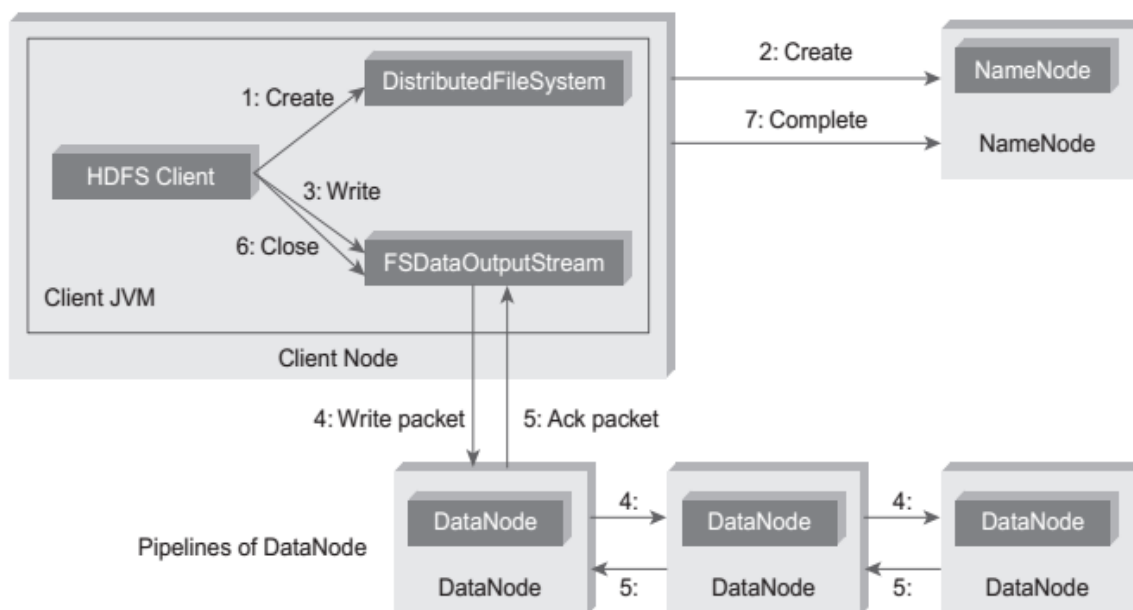 DistributedFileSystem
1: Create
HDFS Client
3: Write
6: Close
FSDataOutputStream
Client JVM
Client Node
2: Create
7: Complete
NameNode
NameNode
4: Write packet
5: Ack packet
Pipelines of DataNode
DataNode
DataNode
4:
5:
DataNode
DataNode
4:
5:
DataNode
DataNode